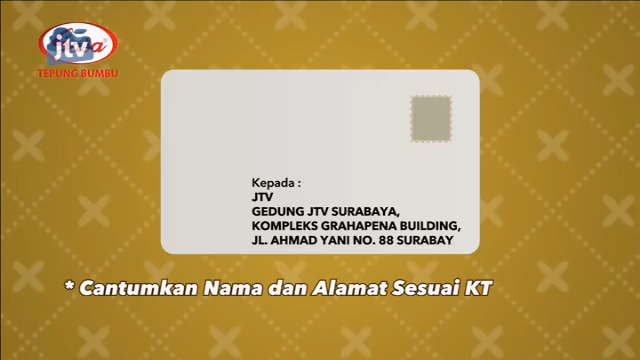 jtv
TEPUNG BUMBU
Kepada :
JTV
GEDUNG JTV SURABAYA,
KOMPLEKS GRAHAPENA BUILDING,
JL. AHMAD YANI NO. 88 SURABAY
* Cantumkan Nama dan Alamat Sesuai KT